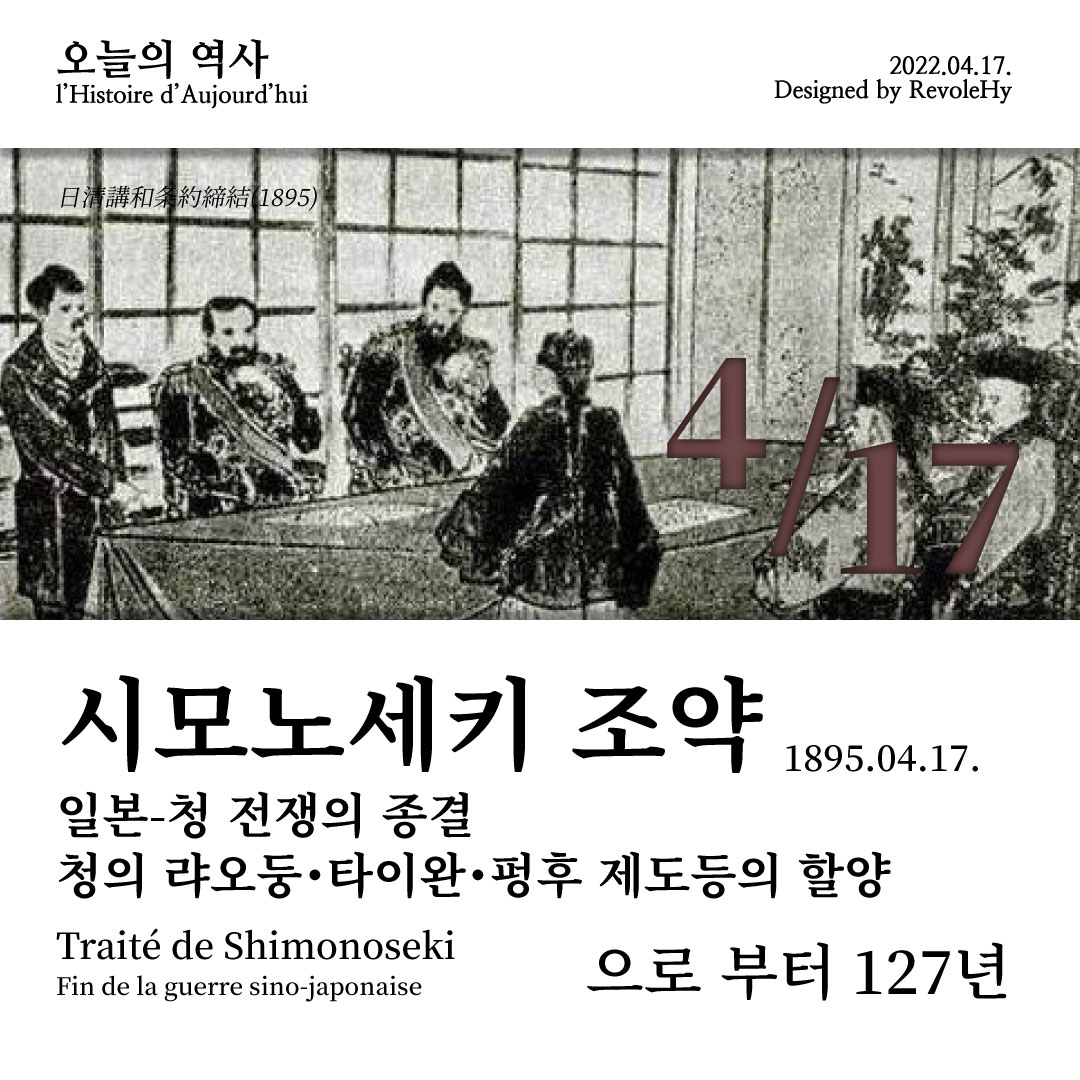 오늘의 역사
l’Histoire d’Aujourd’hui
2022.04.17.
Designed by RevoleHy
日清講和条約締結(1895)
4/17
시모노세키 조약 1895.04.17.
일본-청 전쟁의 종결
청의 랴오둥•타이완•펑후 제도등의 할양
Traité de Shimonoseki
Fin de la guerre sino-japonaise
으로 부터 127년